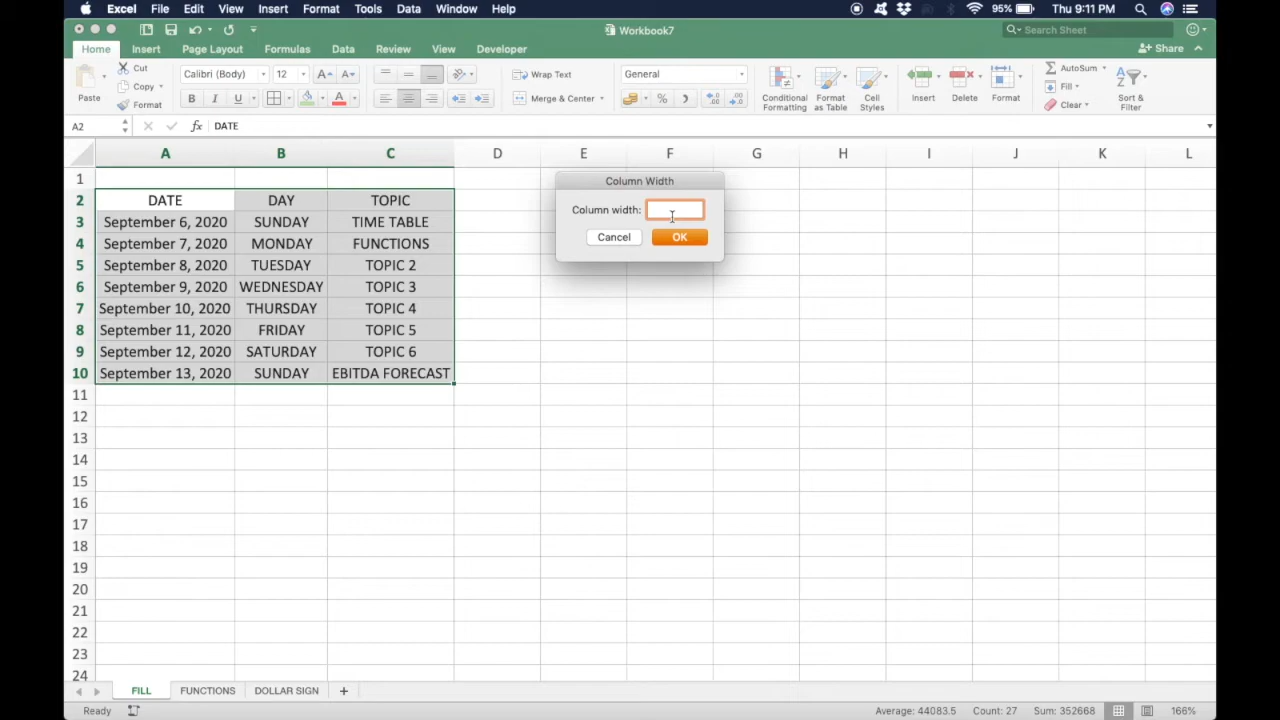 Excel File Edit View Insert Format Tools Data Window Help 95% Thu 9:11 PM
Workbook7 Search Sheet
Home Insert Page Layout Formulas Data Review View Developer Share
Paste Cut Copy Format
Calibri (Body) 12 A A
B I U A
Wrap Text
Merge & Center
General
%
Conditional Formatting
Format as Table
Cell Styles
Insert Delete Format
AutoSum
Fill
Clear
Sort & Filter
A2 fx DATE
A B C D E F G H I J K L
1
2 DATE DAY TOPIC
3 September 6, 2020 SUNDAY TIME TABLE
4 September 7, 2020 MONDAY FUNCTIONS
5 September 8, 2020 TUESDAY TOPIC 2
6 September 9, 2020 WEDNESDAY TOPIC 3
7 September 10, 2020 THURSDAY TOPIC 4
8 September 11, 2020 FRIDAY TOPIC 5
9 September 12, 2020 SATURDAY TOPIC 6
10 September 13, 2020 SUNDAY EBITDA FORECAST
11
12
13
14
15
16
17
18
19
20
21
22
23
24
Column Width
Column width:
Cancel OK
FILL FUNCTIONS DOLLAR SIGN +
Ready Average: 44083.5 Count: 27 Sum: 352668 166%